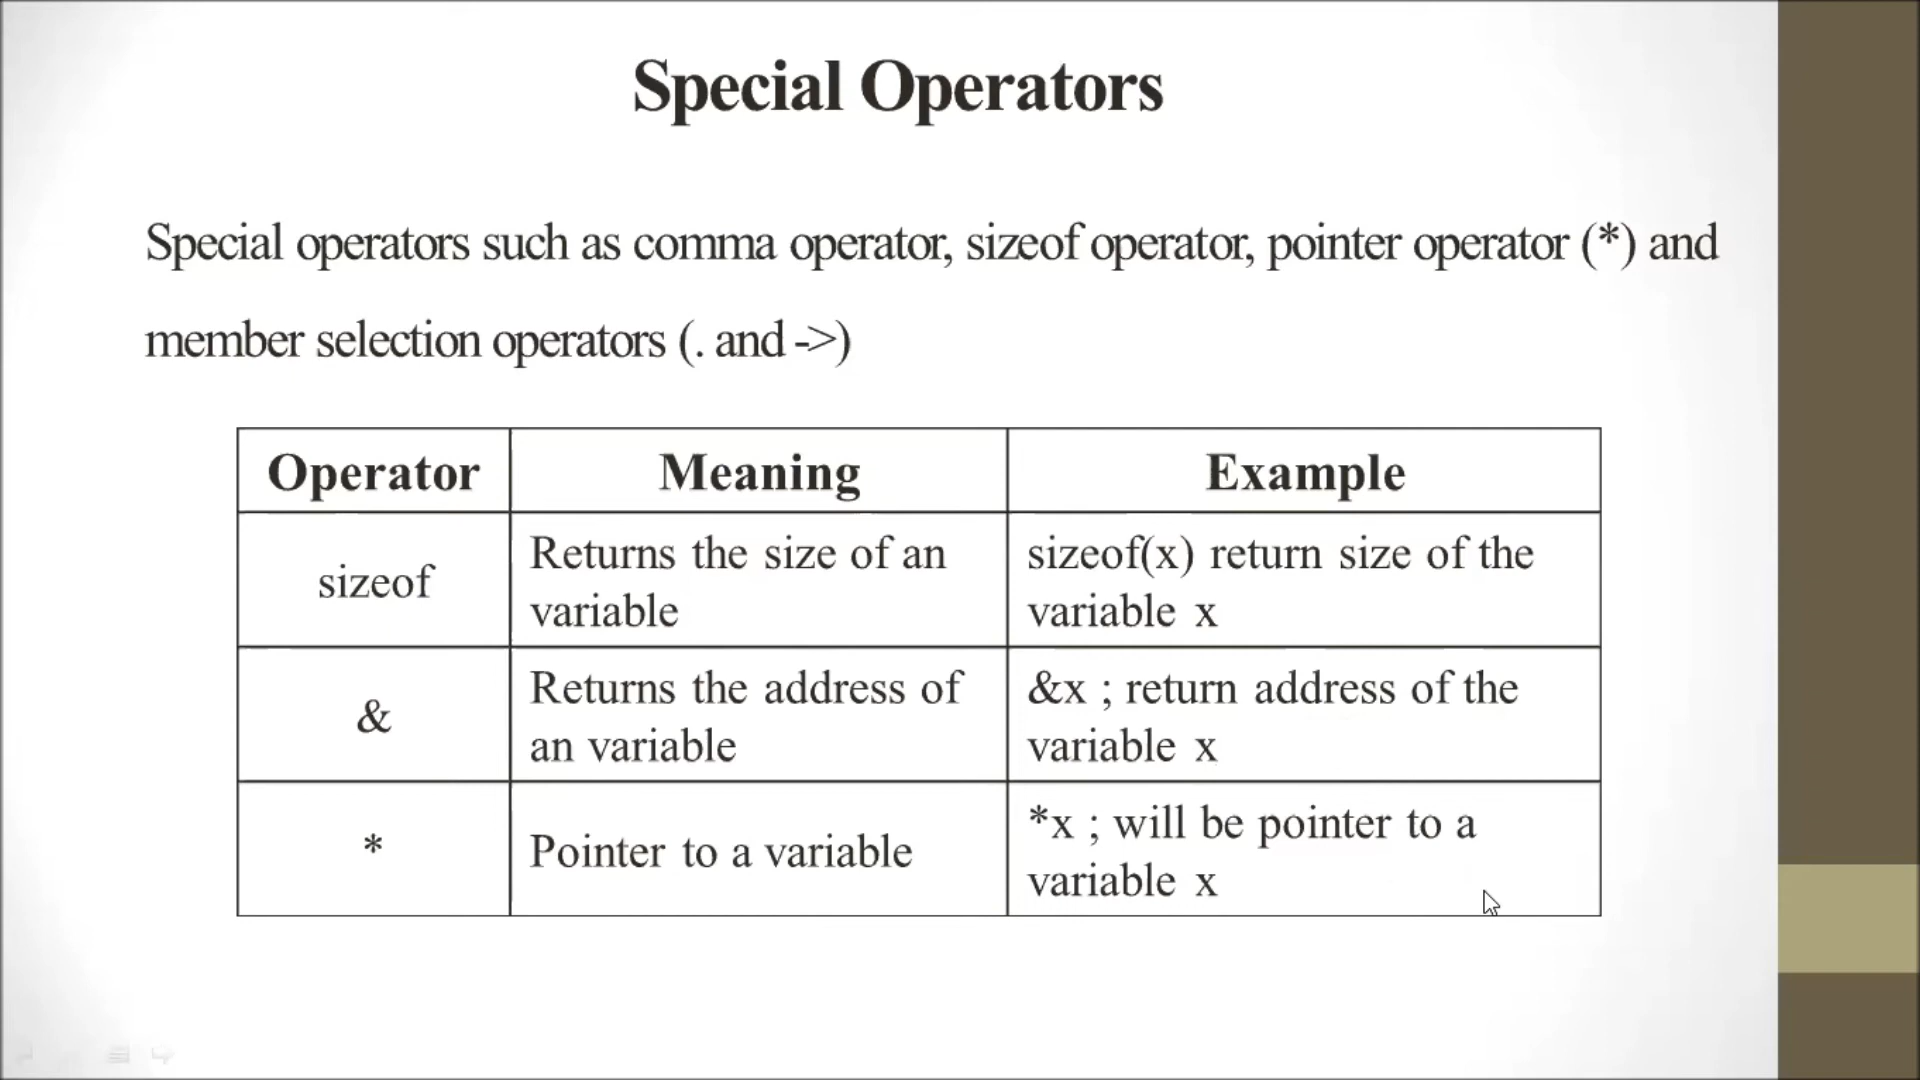 Special Operators
Special operators such as comma operator, sizeof operator, pointer operator (*) and
member selection operators (. and ->)
Operator Meaning Example
sizeof
Returns the size of an
variable
sizeof(x) return size of the
variable x
&
Returns the address of
an variable
&x ; return address of the
variable x
*
Pointer to a variable
*x ; will be pointer to a
variable x